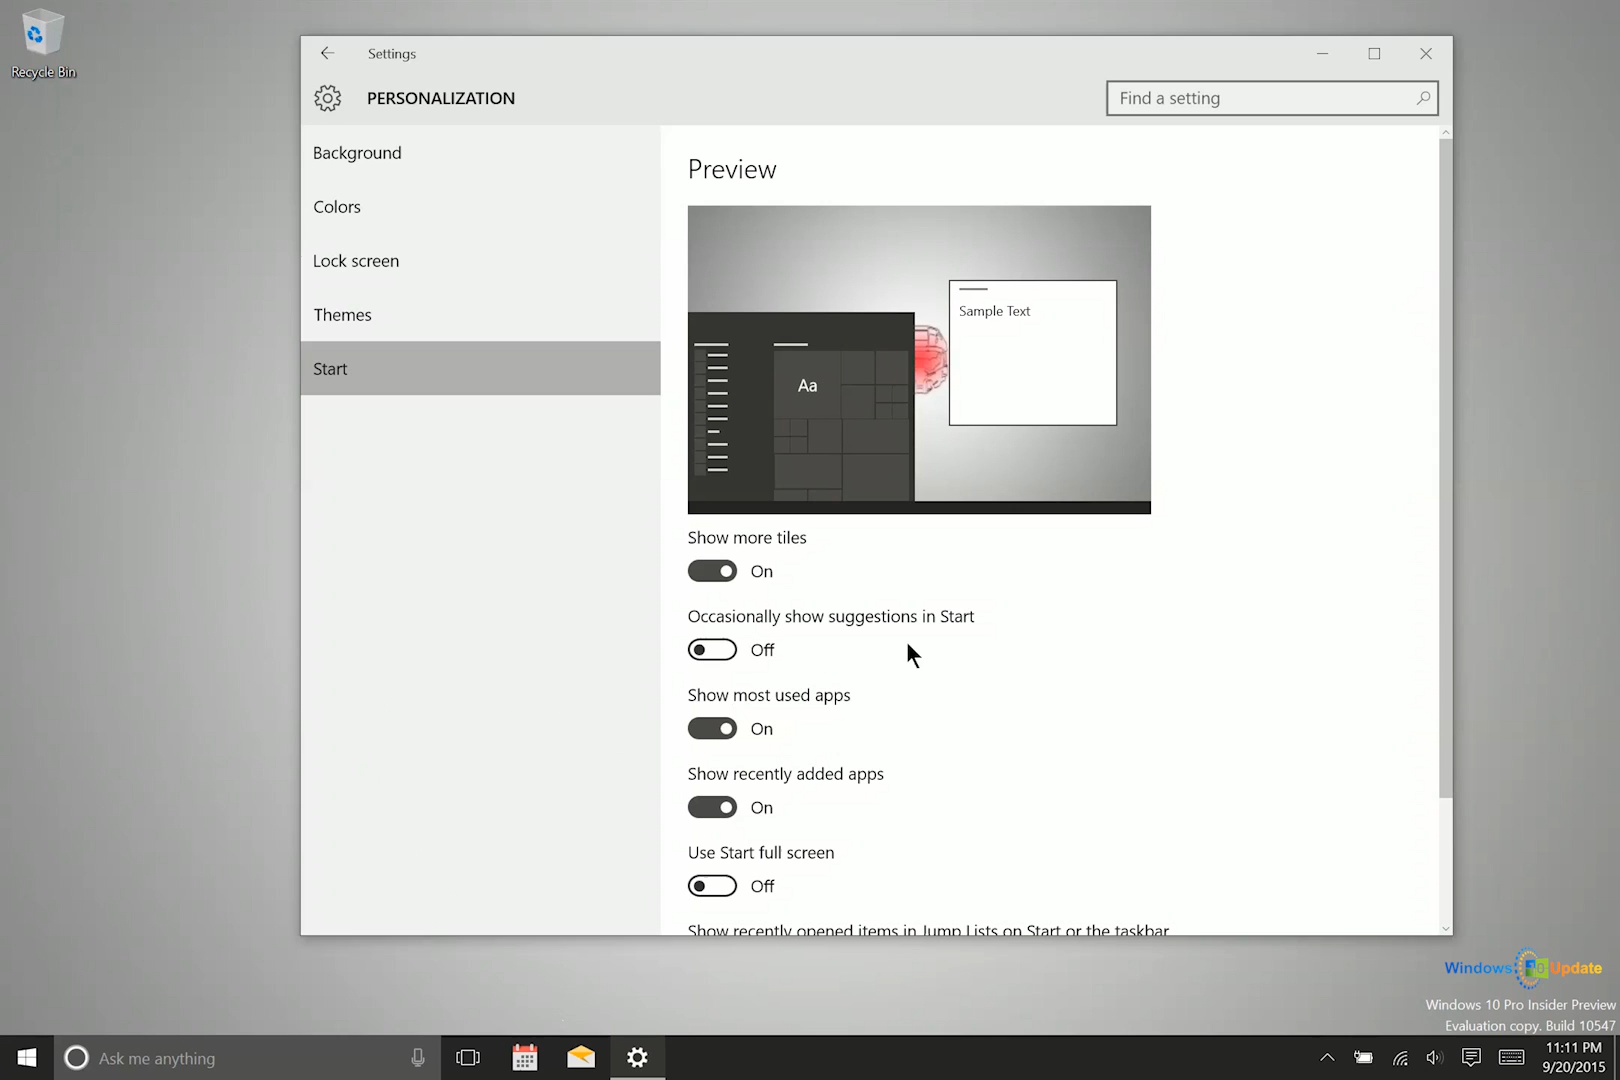 Recycle Bin
Settings
PERSONALIZATION
Find a setting
Background
Colors
Lock screen
Themes
Start
Preview
Sample Text
Aa
Show more tiles
On
Occasionally show suggestions in Start
Off
Show most used apps
On
Show recently added apps
On
Use Start full screen
Off
Show recently opened items in Jump Lists on Start or the taskbar
Windows 10 Update
Windows 10 Pro Insider Preview
Evaluation copy. Build 10547
Ask me anything
11:11 PM
9/20/2015